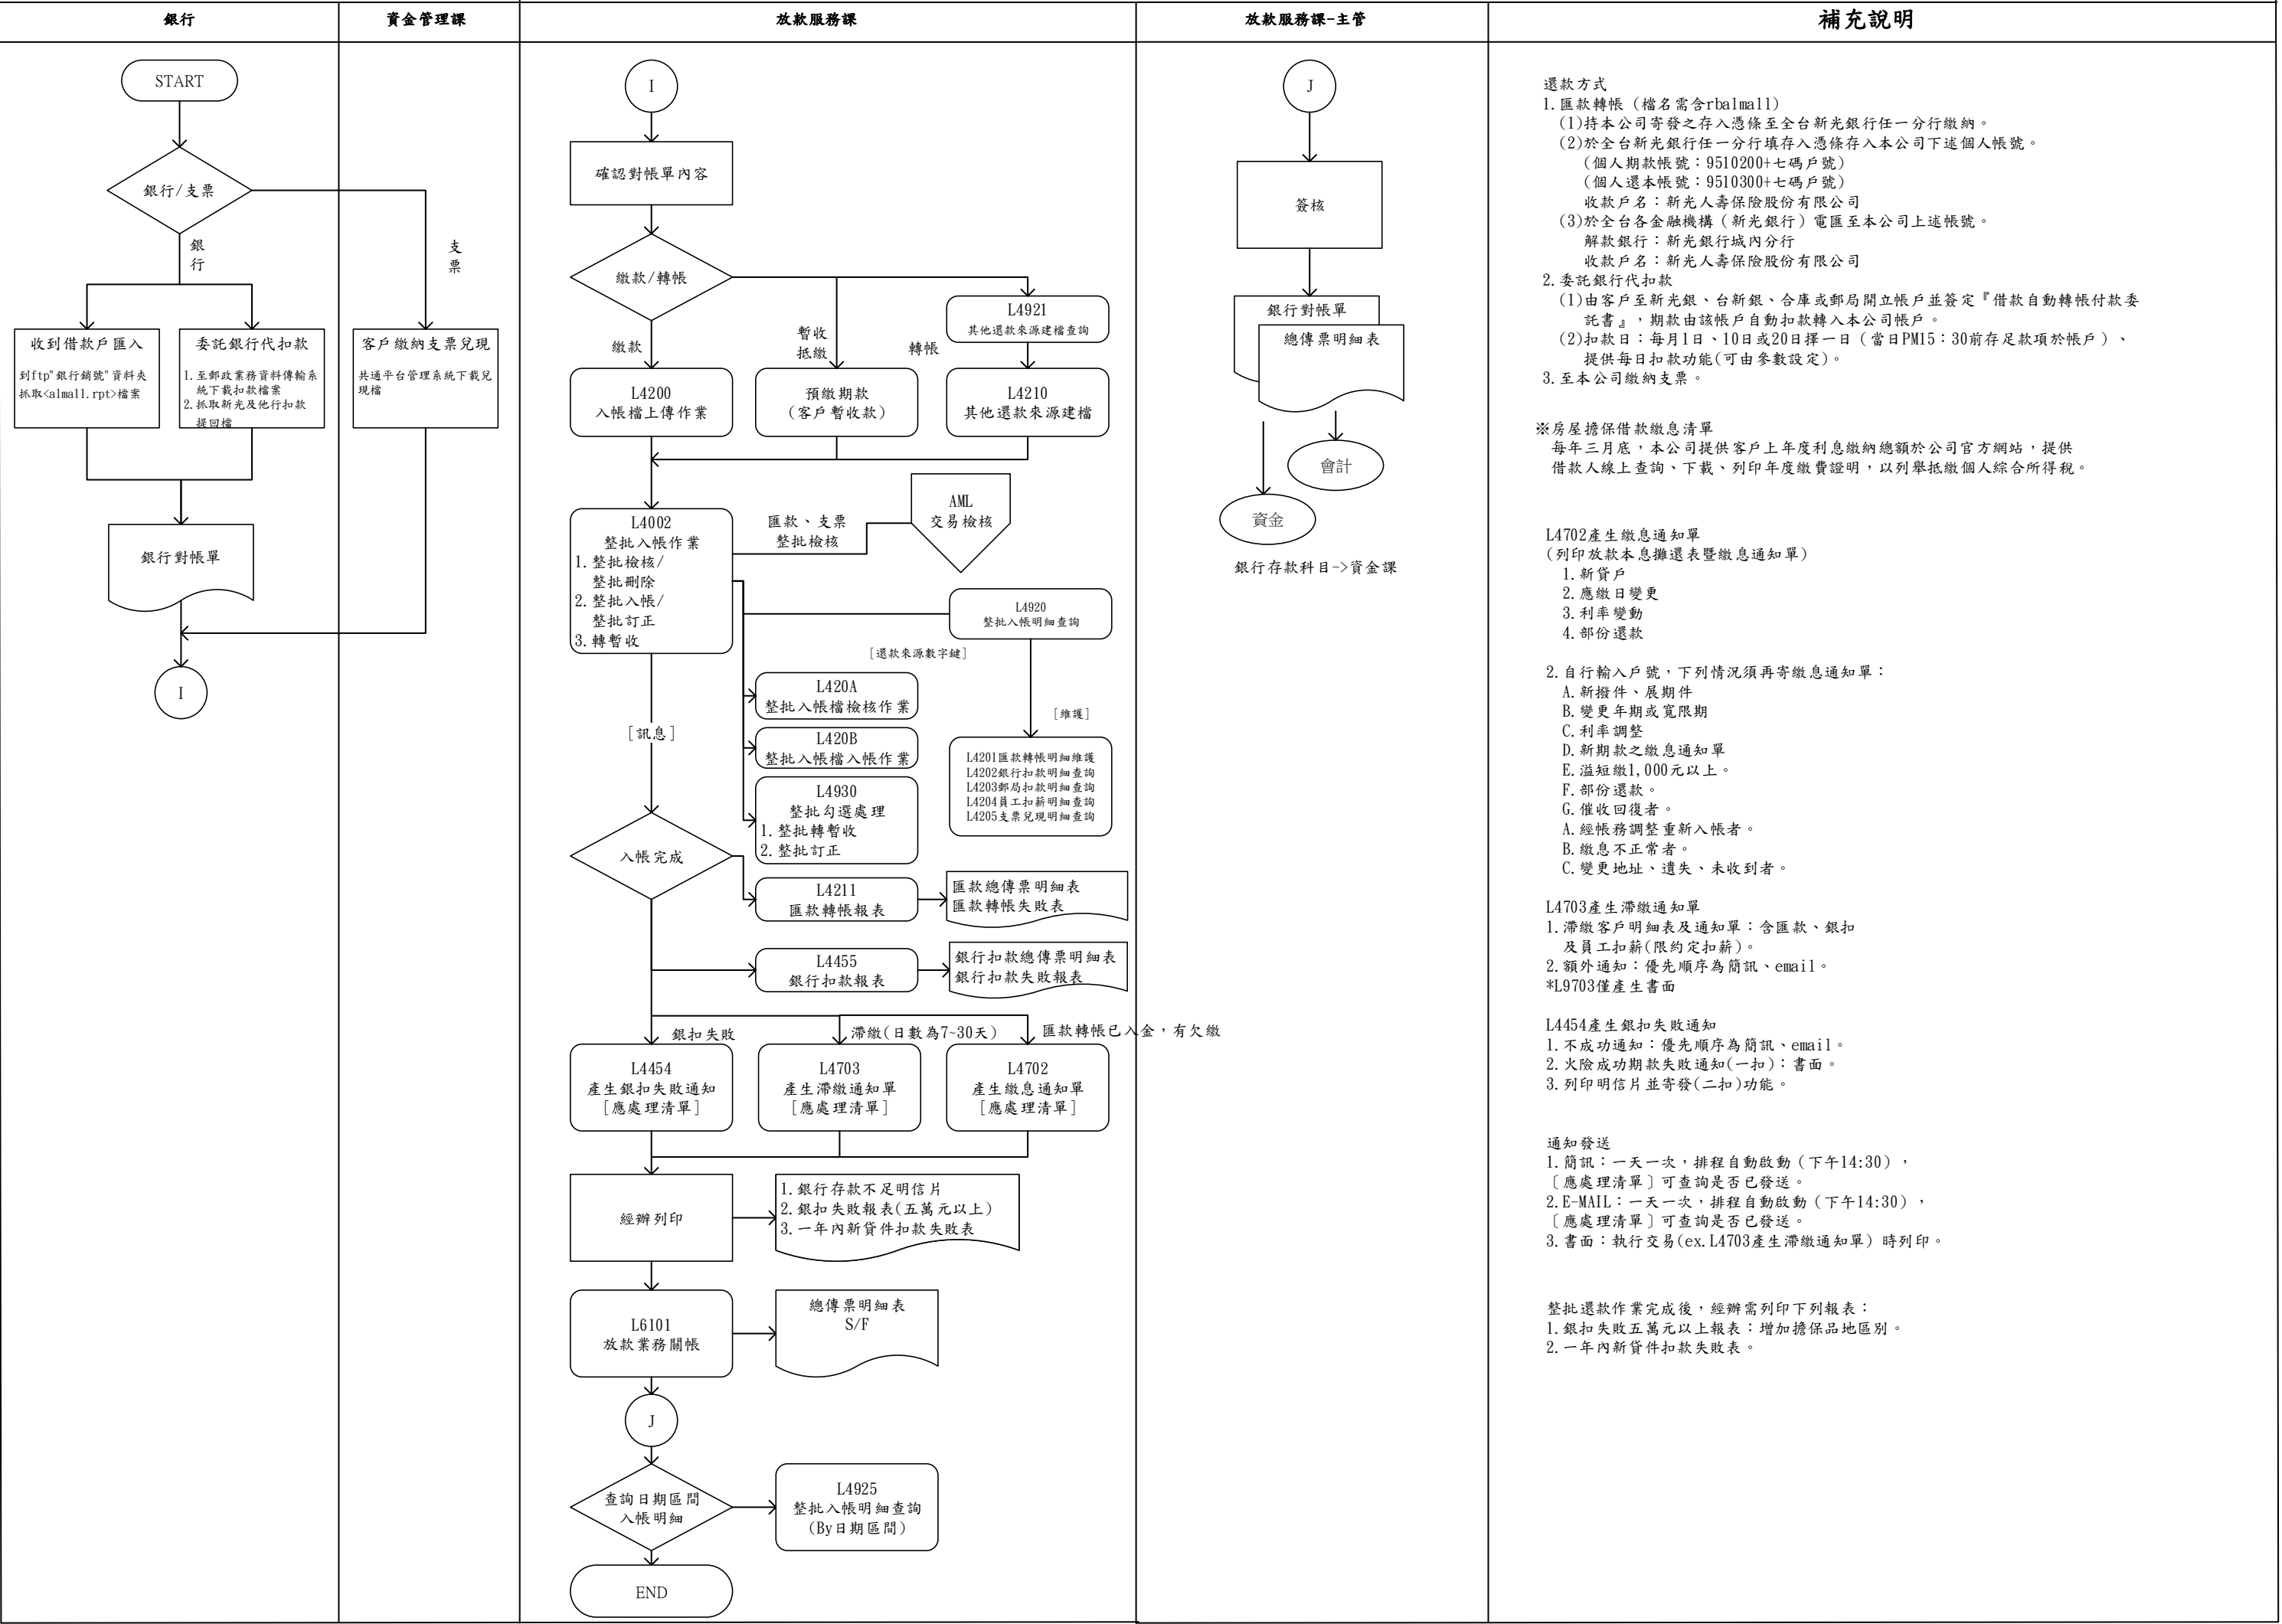 銀行
資金管理課
放款服務課
放款服務課-主管
補充說明
START
銀行/支票
銀
行
支
票
收到借款戶匯入
到ftp"銀行銷號"資料夾
抓取<almall.rpt>檔案
委託銀行代扣款
1.至郵政業務資料傳輸系
統下載扣款檔案
2.抓取新光及他行扣款
提回檔
客戶繳納支票兌現
共通平台管理系統下載兌
現檔
銀行對帳單
I
I
確認對帳單內容
繳款/轉帳
繳款
暫收
抵繳
轉帳
L4921
其他還款來源建檔查詢
L4200
入帳檔上傳作業
預繳期款
(客戶暫收款)
L4210
其他還款來源建檔
L4002
整批入帳作業
1.整批檢核/
整批刪除
2.整批入帳/
整批訂正
3.轉暫收
匯款、支票
整批檢核
AML
交易檢核
L4920
整批入帳明細查詢
[還款來源數字鍵]
L420A
整批入帳檔檢核作業
[維護]
[訊息]
L420B
整批入帳檔入帳作業
L4201匯款轉帳明細維護
L4202銀行扣款明細查詢
L4203郵局扣款明細查詢
L4204員工扣薪明細查詢
L4205支票兌現明細查詢
L4930
整批勾選處理
1.整批轉暫收
2.整批訂正
入帳完成
L4211
匯款轉帳報表
匯款總傳票明細表
匯款轉帳失敗表
L4455
銀行扣款報表
銀行扣款總傳票明細表
銀行扣款失敗報表
銀扣失敗
滯繳(日數為7~30天)
匯款轉帳已入金，有欠繳
L4454
產生銀扣失敗通知
[應處理清單]
L4703
產生滯繳通知單
[應處理清單]
L4702
產生繳息通知單
[應處理清單]
經辦列印
1.銀行存款不足明信片
2.銀扣失敗報表(五萬元以上)
3.一年內新貸件扣款失敗表
L6101
放款業務關帳
總傳票明細表
S/F
J
查詢日期區間
入帳明細
L4925
整批入帳明細查詢
(By日期區間)
END
J
簽核
銀行對帳單
總傳票明細表
會計
資金
銀行存款科目->資金課
還款方式
1.匯款轉帳（檔名需含rbalmall)
(1)持本公司寄發之存入憑條至全台新光銀行任一分行繳納。
(2)於全台新光銀行任一分行填存入憑條存入本公司下述個人帳號。
(個人期款帳號：9510200+七碼戶號)
(個人還本帳號：9510300+七碼戶號)
收款戶名：新光人壽保險股份有限公司
(3)於全台各金融機構（新光銀行）電匯至本公司上述帳號。
解款銀行：新光銀行城內分行
收款戶名：新光人壽保險股份有限公司
2.委託銀行代扣款
(1)由客戶至新光銀、台新銀、合庫或郵局開立帳戶並簽定『借款自動轉帳付款委
託書』，期款由該帳戶自動扣款轉入本公司帳戶。
(2)扣款日：每月1日、10日或20日擇一日（當日PM15：30前存足款項於帳戶）、
提供每日扣款功能(可由參數設定)。
3.至本公司繳納支票。
※房屋擔保借款繳息清單
每年三月底，本公司提供客戶上年度利息繳納總額於公司官方網站，提供
借款人線上查詢、下載、列印年度繳費證明，以列舉抵繳個人綜合所得稅。
L4702產生繳息通知單
(列印放款本息攤還表暨繳息通知單)
1.新貸戶
2.應繳日變更
3.利率變動
4.部份還款
2.自行輸入戶號，下列情況須再寄繳息通知單：
A.新撥件、展期件
B.變更年期或寬限期
C.利率調整
D.新期款之繳息通知單
E.溢短繳1,000元以上。
F.部份還款。
G.催收回復者。
A.經帳務調整重新入帳者。
B.繳息不正常者。
C.變更地址、遺失、未收到者。
L4703產生滯繳通知單
1.滯繳客戶明細表及通知單：含匯款、銀扣
及員工扣薪(限約定扣薪)。
2.額外通知：優先順序為簡訊、email。
*L9703僅產生書面
L4454產生銀扣失敗通知
1.不成功通知：優先順序為簡訊、email。
2.火險成功期款失敗通知(一扣)：書面。
3.列印明信片並寄發(二扣)功能。
通知發送
1.簡訊：一天一次，排程自動啟動（下午14:30），
［應處理清單］可查詢是否已發送。
2.E-MAIL：一天一次，排程自動啟動（下午14:30），
［應處理清單］可查詢是否已發送。
3.書面：執行交易(ex.L4703產生滯繳通知單）時列印。
整批還款作業完成後，經辦需列印下列報表：
1.銀扣失敗五萬元以上報表：增加擔保品地區別。
2.一年內新貸件扣款失敗表。